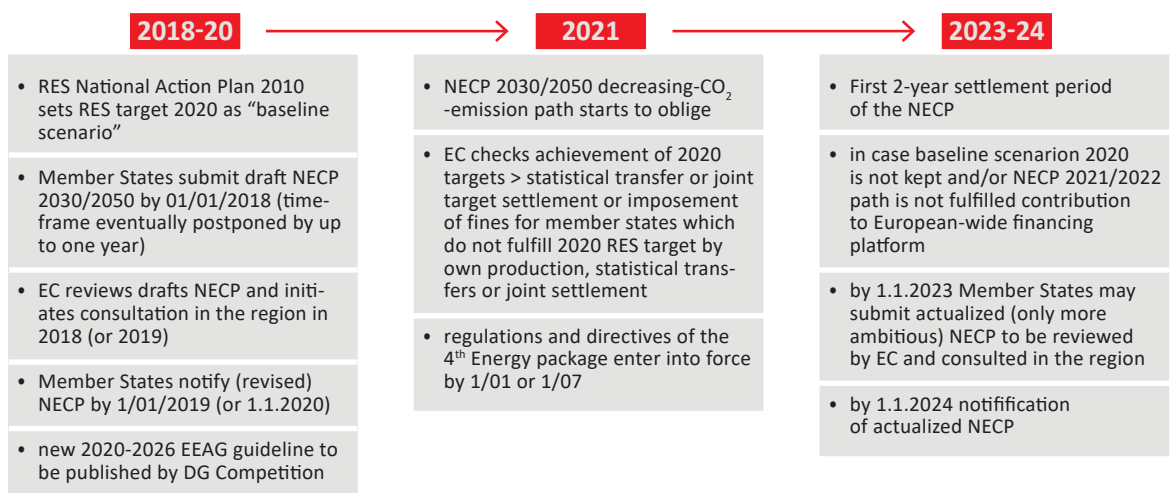 2018-20
2021
2023-24
• RES National Action Plan 2010
sets RES target 2020 as “baseline
scenario”
• Member States submit draft NECP
2030/2050 by 01/01/2018 (time-
frame eventually postponed by up
to one year)
• EC reviews drafts NECP and initi-
ates consultation in the region in
2018 (or 2019)
• Member States notify (revised)
NECP by 1/01/2019 (or 1.1.2020)
• new 2020-2026 EEAG guideline to
be published by DG Competition
• NECP 2030/2050 decreasing-CO₂
-emission path starts to oblige
• EC checks achievement of 2020
targets > statistical transfer or joint
target settlement or imposement
of fines for member states which
do not fulfill 2020 RES target by
own production, statistical trans-
fers or joint settlement
• regulations and directives of the
4th Energy package enter into force
by 1/01 or 1/07
• First 2-year settlement period
of the NECP
• in case baseline scenarion 2020
is not kept and/or NECP 2021/2022
path is not fulfilled contribution
to European-wide financing
platform
• by 1.1.2023 Member States may
submit actualized (only more
ambitious) NECP to be reviewed
by EC and consulted in the region
• by 1.1.2024 notifification
of actualized NECP